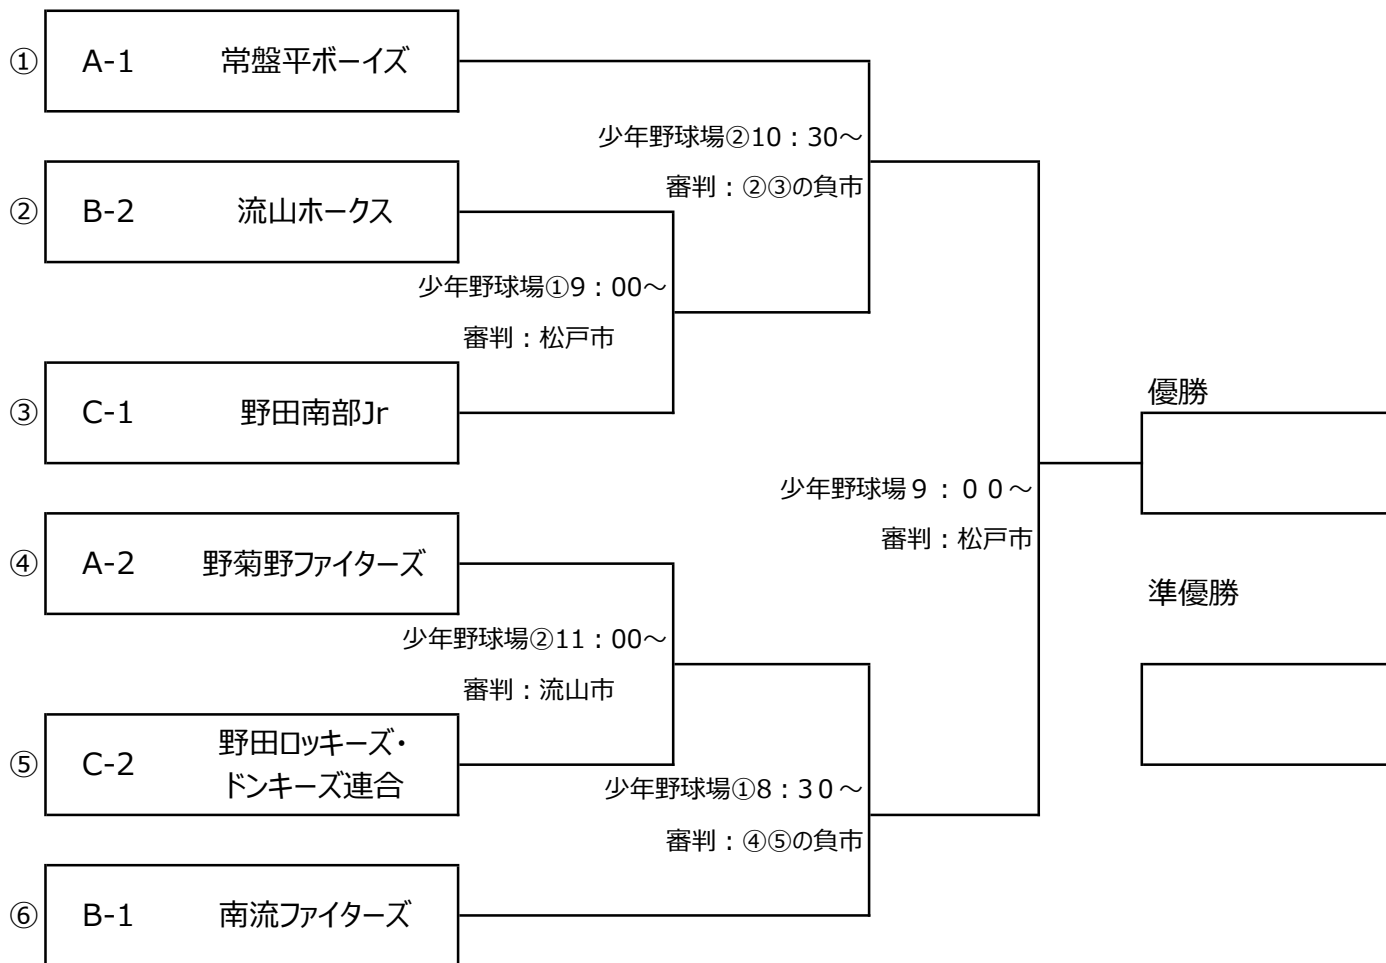 ① A-1 常盤平ボーイズ
少年野球場②10：30～
審判：②③の負市
② B-2 流山ホークス
少年野球場①9：00～
審判：松戸市
③ C-1 野田南部Jr
優勝
少年野球場９：００～
審判：松戸市
④ A-2 野菊野ファイターズ
準優勝
少年野球場②11：00～
審判：流山市
⑤ C-2 野田ロッキーズ・
ドンキーズ連合
少年野球場①8：3０～
審判：④⑤の負市
⑥ B-1 南流ファイターズ